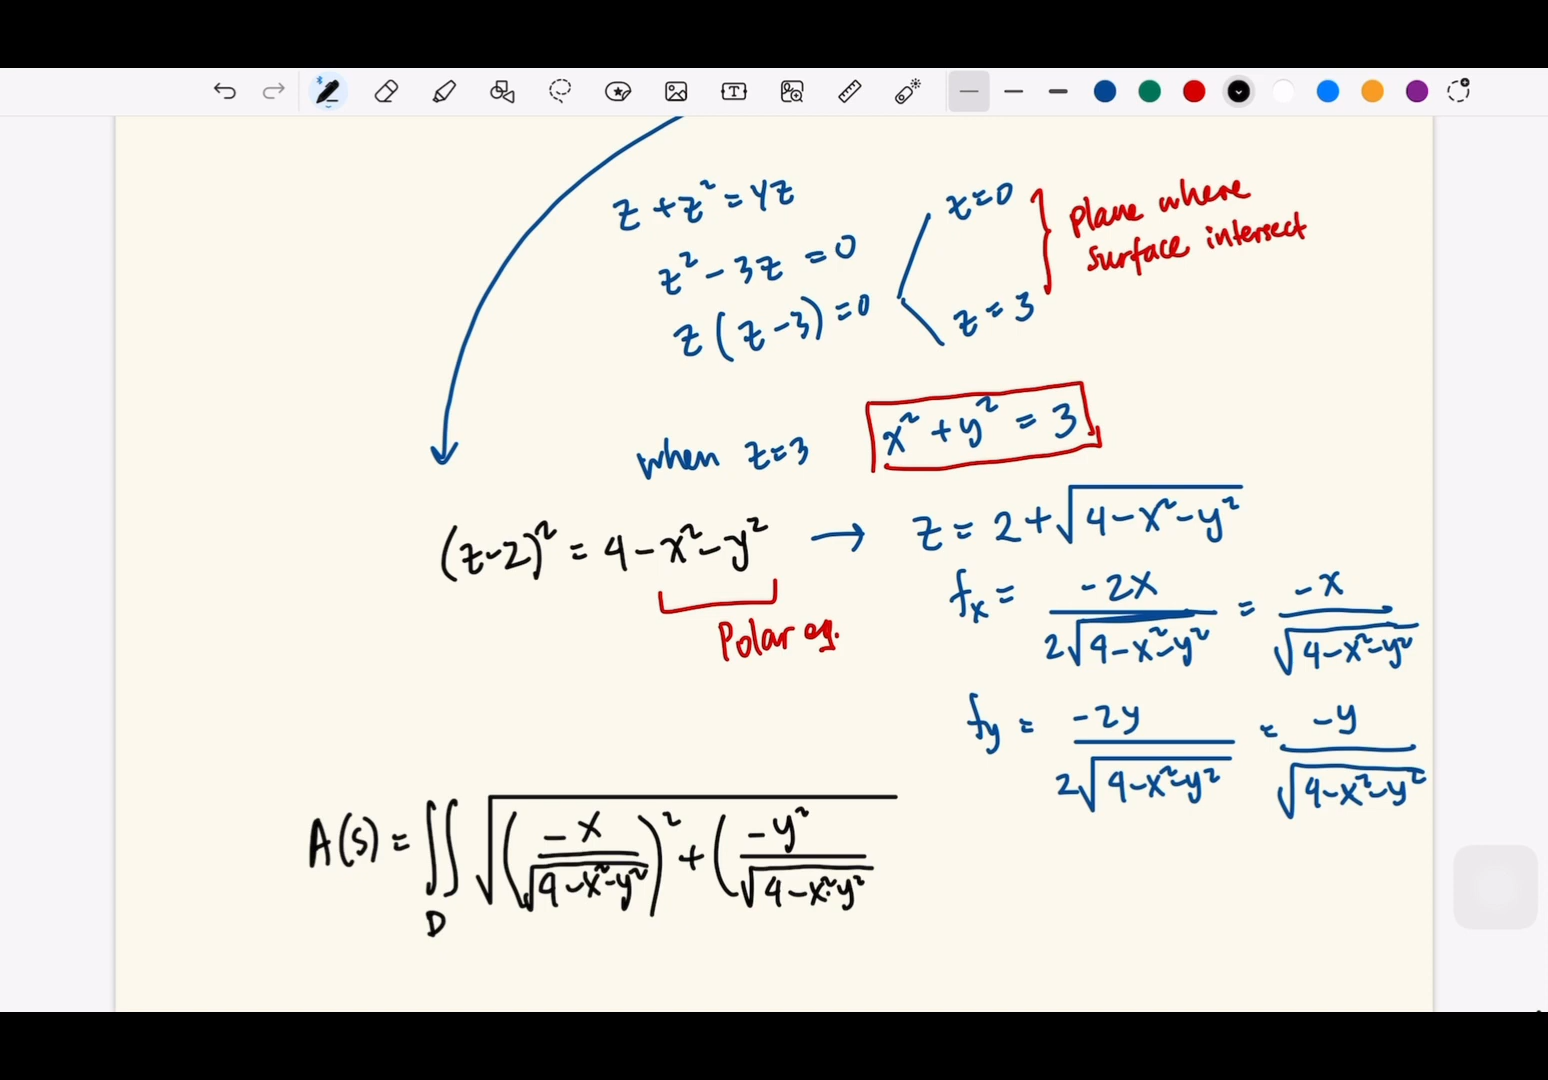 z + z² = 4z
z² - 3z = 0
z(z-3) = 0
z = 0
z = 3
plane where
surface intersect
when z = 3
x² + y² = 3
(z-2)² = 4 - x² - y² → z = 2 + √(4 - x² - y²)
Polar eq.
fx = -2x / 2√(4 - x² - y²) = -x / √(4 - x² - y²)
fy = -2y / 2√(4 - x² - y²) = -y / √(4 - x² - y²)
A(s) = ∬D √((-x / √(4 - x² - y²))² + (-y² / √(4 - x² - y²)